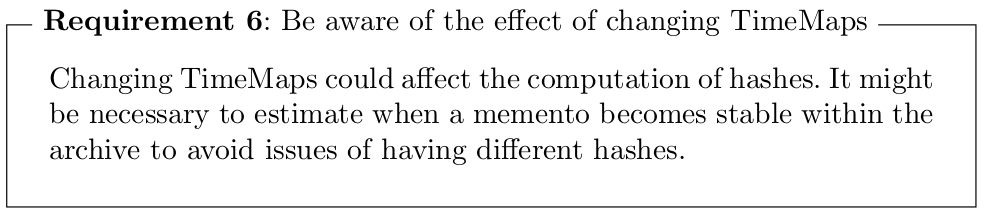 Requirement 6: Be aware of the effect of changing TimeMaps
Changing TimeMaps could affect the computation of hashes. It might
be necessary to estimate when a memento becomes stable within the
archive to avoid issues of having different hashes.